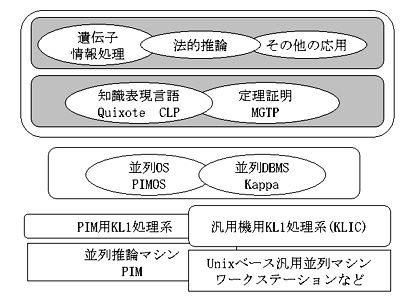 遺伝子
情報処理
法的推論
その他の応用
知識表現言語
Quixote CLP
定理証明
MGTP
並列OS
PIMOS
並列DBMS
Kappa
PIM用KL1処理系
汎用機用KL1処理系(KLIC)
並列推論マシン
PIM
Unixベース汎用並列マシン
ワークステーションなど